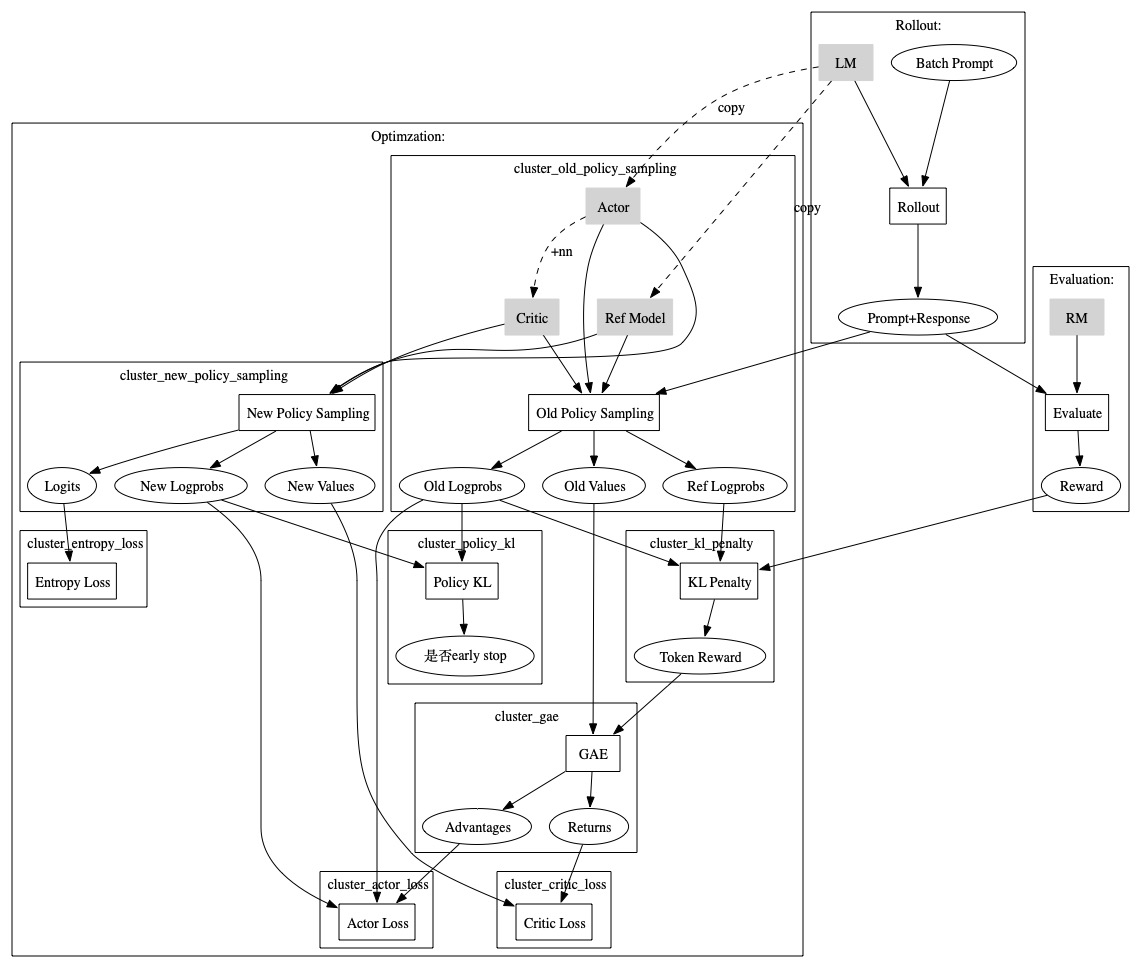 Rollout:
LM
Batch Prompt
copy
Optimzation:
cluster_old_policy_sampling
Actor
Rollout
copy
+nn
Evaluation:
Critic
Ref Model
Prompt+Response
RM
cluster_new_policy_sampling
New Policy Sampling
Old Policy Sampling
Evaluate
Logits
New Logprobs
New Values
Old Logprobs
Old Values
Ref Logprobs
Reward
cluster_entropy_loss
cluster_policy_kl
cluster_kl_penalty
Entropy Loss
Policy KL
KL Penalty
是否early stop
Token Reward
cluster_gae
GAE
Advantages
Returns
cluster_actor_loss
cluster_critic_loss
Actor Loss
Critic Loss